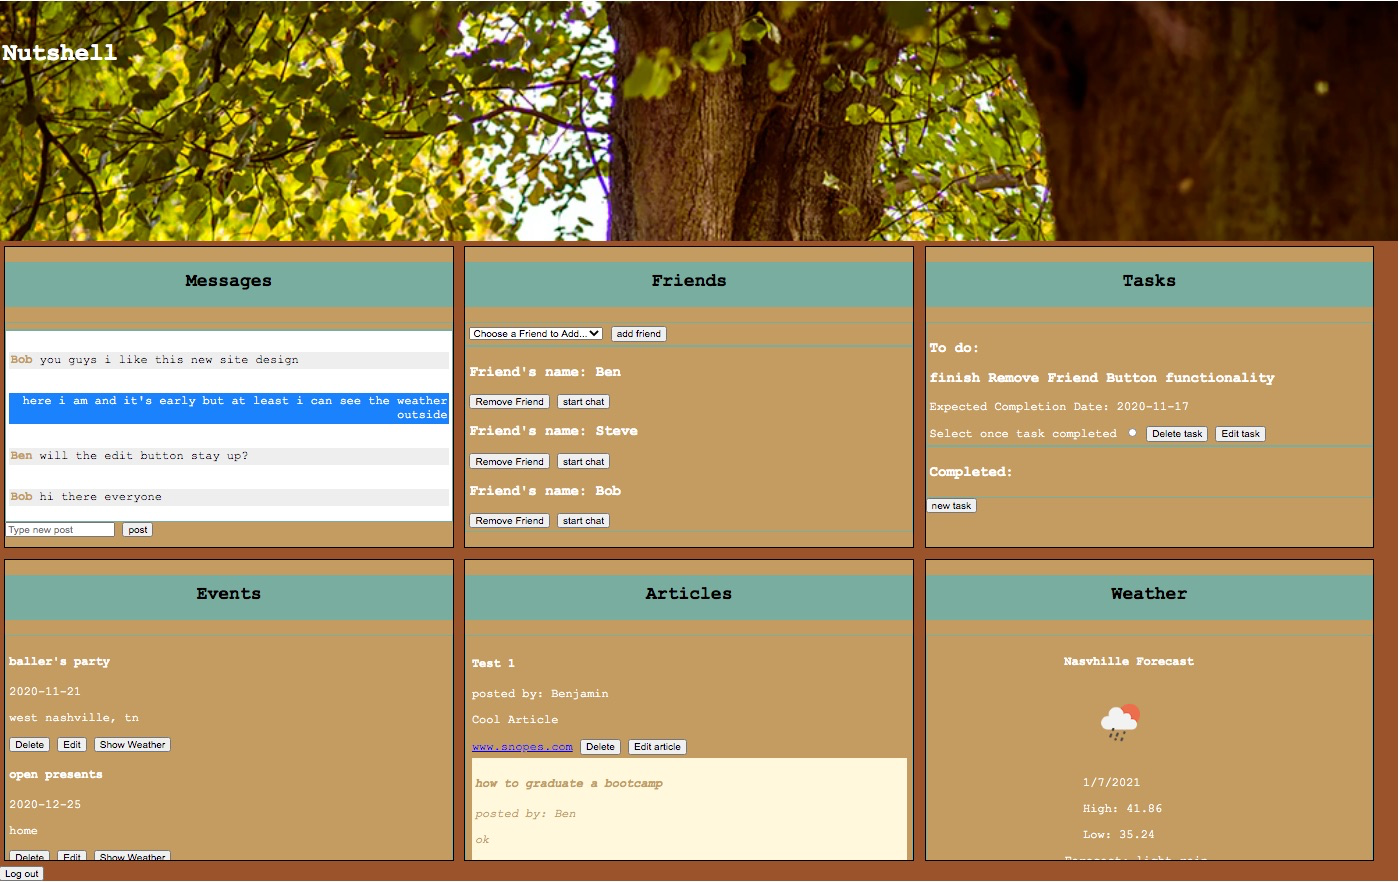 Nutshell
Messages
Bob you guys i like this new site design
here i am and it's early but at least i can see the weather
outside
Ben will the edit button stay up?
Bob hi there everyone
Type new post post
Friends
Choose a Friend to Add... add friend
Friend's name: Ben
Remove Friend start chat
Friend's name: Steve
Remove Friend start chat
Friend's name: Bob
Remove Friend start chat
Tasks
To do:
finish Remove Friend Button functionality
Expected Completion Date: 2020-11-17
Select once task completed Delete task Edit task
Completed:
new task
Events
baller's party
2020-11-21
west nashville, tn
Delete Edit Show Weather
open presents
2020-12-25
home
Delete Edit Show Weather
Articles
Test 1
posted by: Benjamin
Cool Article
www.snopes.com Delete Edit article
how to graduate a bootcamp
posted by: Ben
ok
Weather
Nasvhille Forecast
1/7/2021
High: 41.86
Low: 35.24
Forecast: light rain
Log out